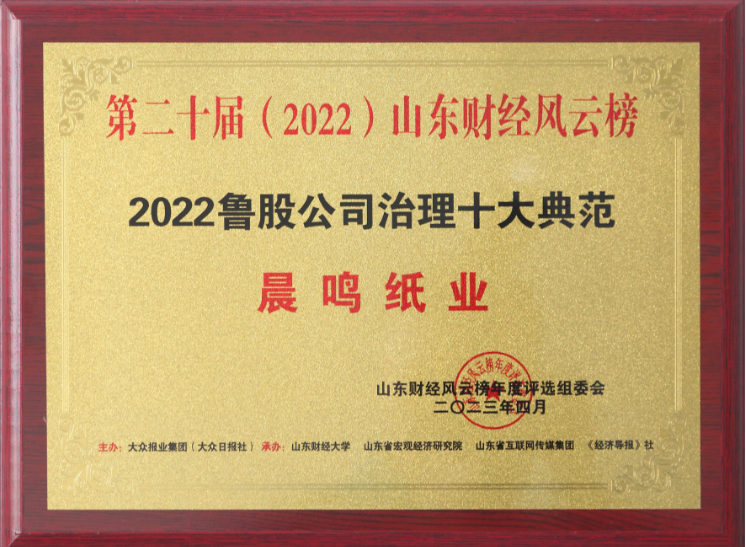 第二十届（2022）山东财经风云榜
2022鲁股公司治理十大典范
晨鸣纸业
山东财经风云榜年度评选组委会
二〇二三年四月
主办：大众报业集团（大众日报社） 承办：山东财经大学 山东省宏观经济研究院 山东省互联网传媒集团 《经济导报》社